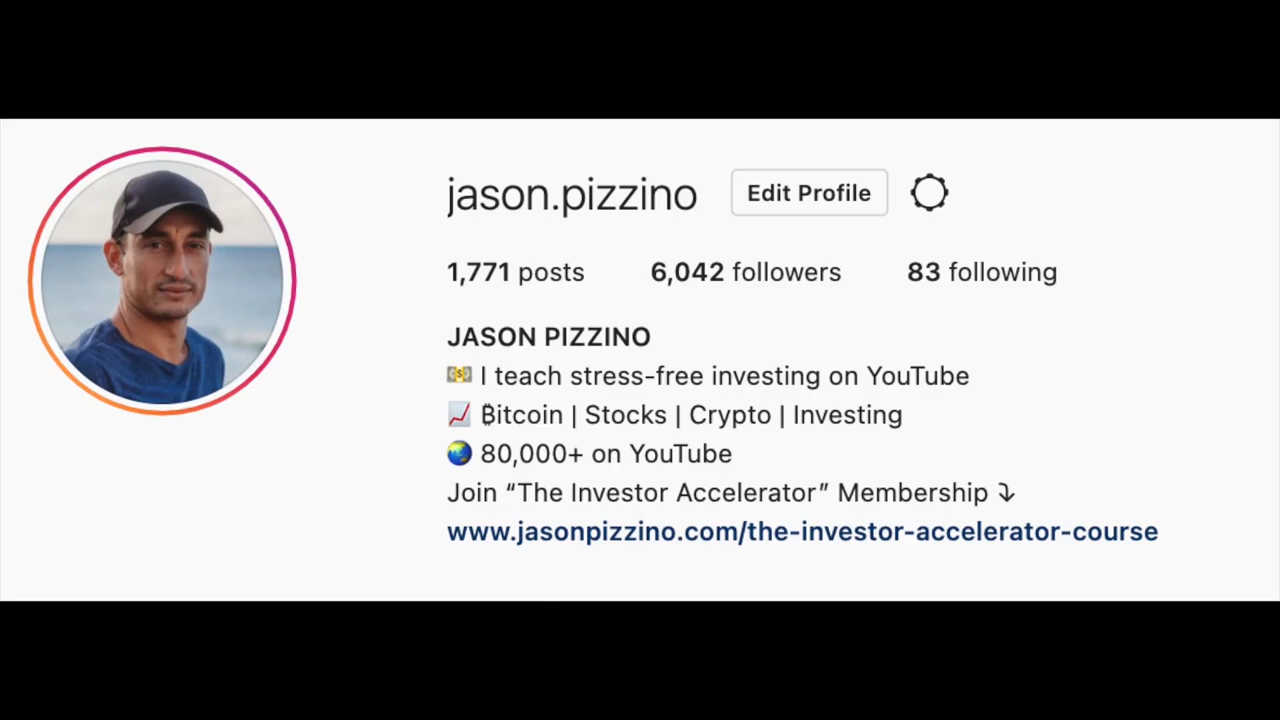 jason.pizzino Edit Profile
1,771 posts 6,042 followers 83 following
JASON PIZZINO
💵 I teach stress-free investing on YouTube
📈 ₿itcoin | Stocks | Crypto | Investing
🌏 80,000+ on YouTube
Join “The Investor Accelerator” Membership ⤵
www.jasonpizzino.com/the-investor-accelerator-course